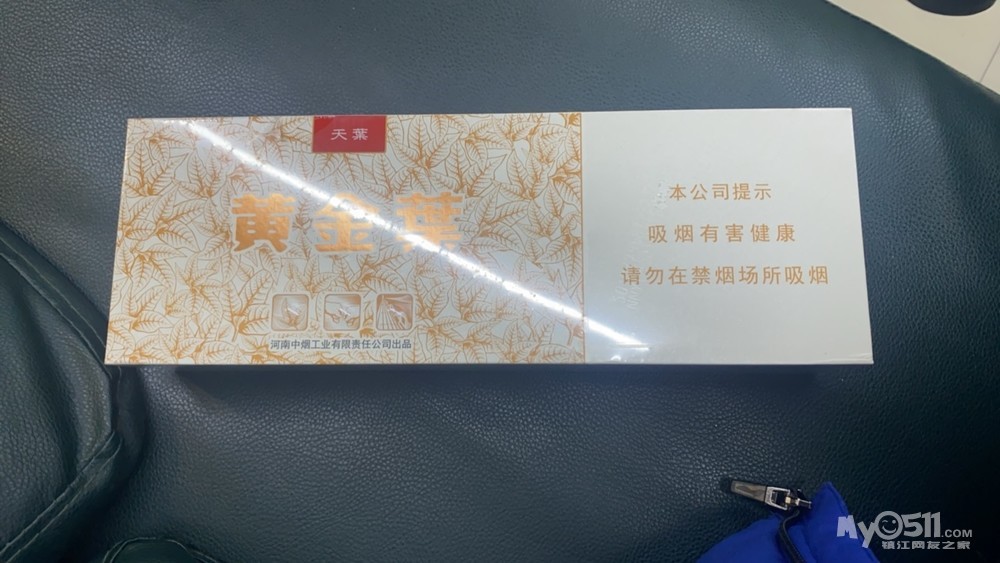 天葉
黄金葉
河南中烟工业有限责任公司出品
本公司提示
吸烟有害健康
请勿在禁烟场所吸烟
My0511.COM
镇江网友之家